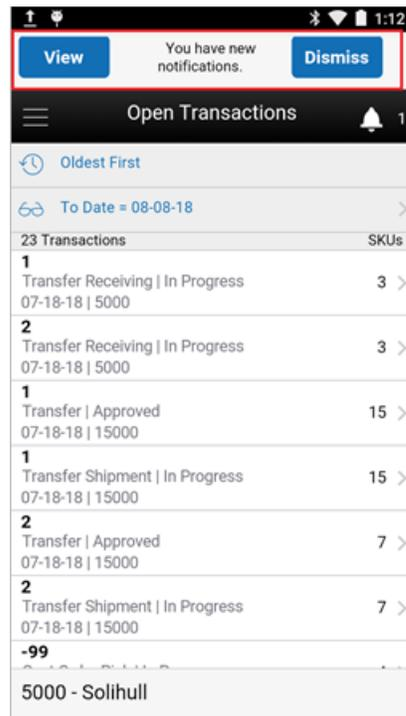 1:12
View
You have new
notifications.
Dismiss
Open Transactions
1
Oldest First
To Date = 08-08-18
23 Transactions SKUs
1
Transfer Receiving | In Progress
3
07-18-18 | 5000
2
Transfer Receiving | In Progress
3
07-18-18 | 5000
1
Transfer | Approved
15
07-18-18 | 15000
1
Transfer Shipment | In Progress
15
07-18-18 | 15000
2
Transfer | Approved
7
07-18-18 | 15000
2
Transfer Shipment | In Progress
7
07-18-18 | 15000
-99
5000 - Solihull